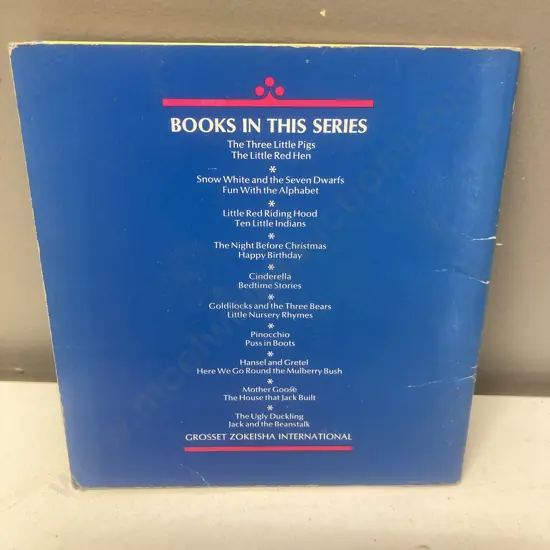 BOOKS IN THIS SERIES
The Three Little Pigs
The Little Red Hen
*
Snow White and the Seven Dwarfs
Fun With the Alphabet
*
Little Red Riding Hood
Ten Little Indians
*
The Night Before Christmas
Happy Birthday
*
Cinderella
Bedtime Stories
*
Goldilocks and the Three Bears
Little Nursery Rhymes
*
Pinocchio
Puss in Boots
*
Hansel and Gretel
Here We Go Round the Mulberry Bush
*
Mother Goose
The House that Jack Built
*
The Ugly Duckling
Jack and the Beanstalk
GROSSET ZOKEISHA INTERNATIONAL